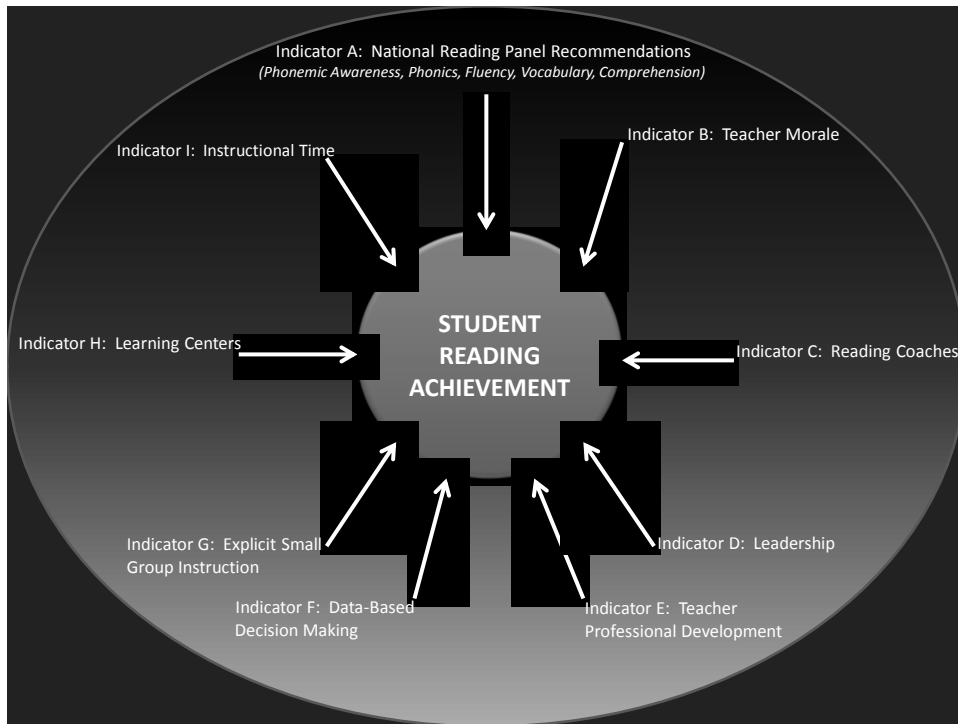 Indicator A: National Reading Panel Recommendations
(Phonemic Awareness, Phonics, Fluency, Vocabulary, Comprehension)
Indicator B: Teacher Morale
Indicator I: Instructional Time
STUDENT
READING
ACHIEVEMENT
Indicator H: Learning Centers
Indicator C: Reading Coaches
Indicator G: Explicit Small
Group Instruction
Indicator D: Leadership
Indicator F: Data-Based
Decision Making
Indicator E: Teacher
Professional Development